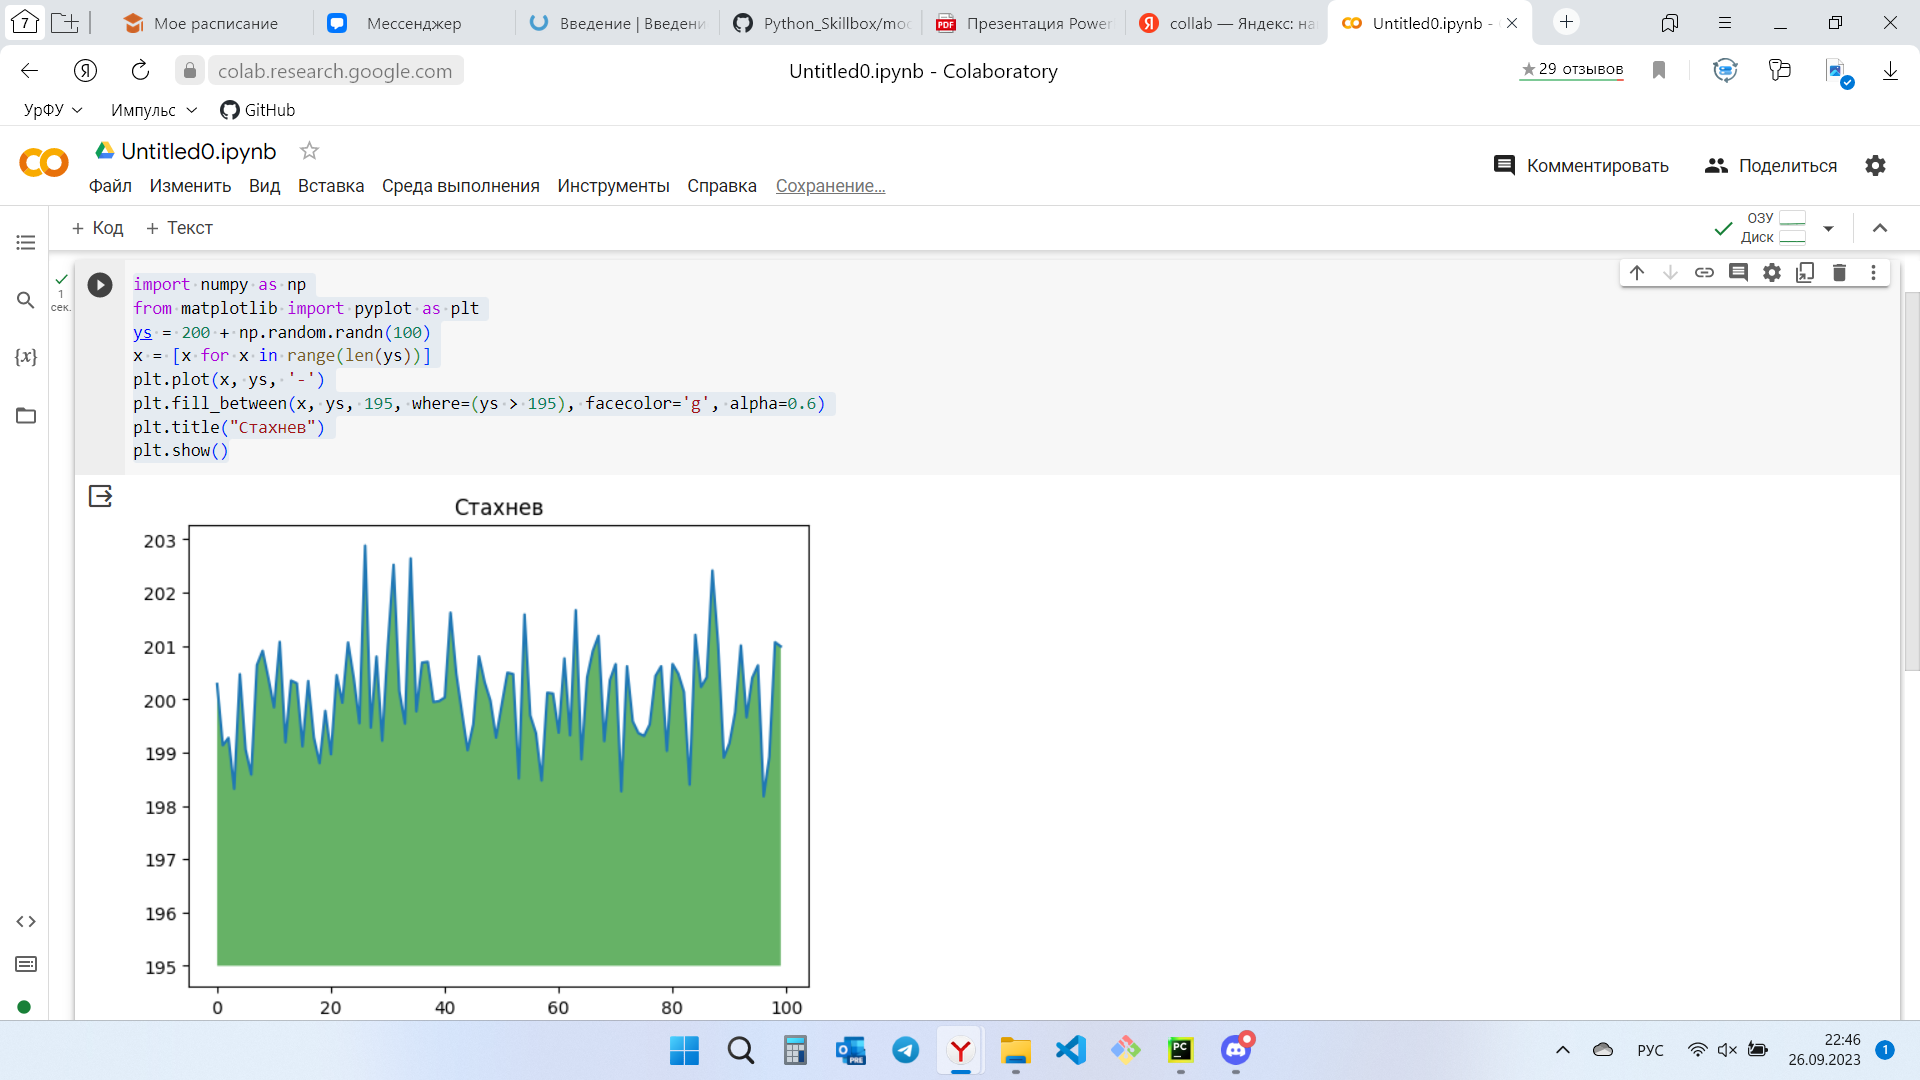 7
Мое расписание
Мессенджер
Введение | Введени
Python_Skillbox/moc
Презентация Power
collab — Яндекс: на
Untitled0.ipynb -
colab.research.google.com
Untitled0.ipynb - Colaboratory
29 отзывов
УрФУ
Импульс
GitHub
Untitled0.ipynb
Файл Изменить Вид Вставка Среда выполнения Инструменты Справка Сохранение...
Комментировать
Поделиться
+ Код + Текст
ОЗУ
Диск
1
сек.
{x}
import numpy as np
from matplotlib import pyplot as plt
ys = 200 + np.random.randn(100)
x = [x for x in range(len(ys))]
plt.plot(x, ys, '-')
plt.fill_between(x, ys, 195, where=(ys > 195), facecolor='g', alpha=0.6)
plt.title("Стахнев")
plt.show()
Стахнев
203
202
201
200
199
198
197
196
195
0 20 40 60 80 100
PRE
PC
РУС
22:46
26.09.2023
1